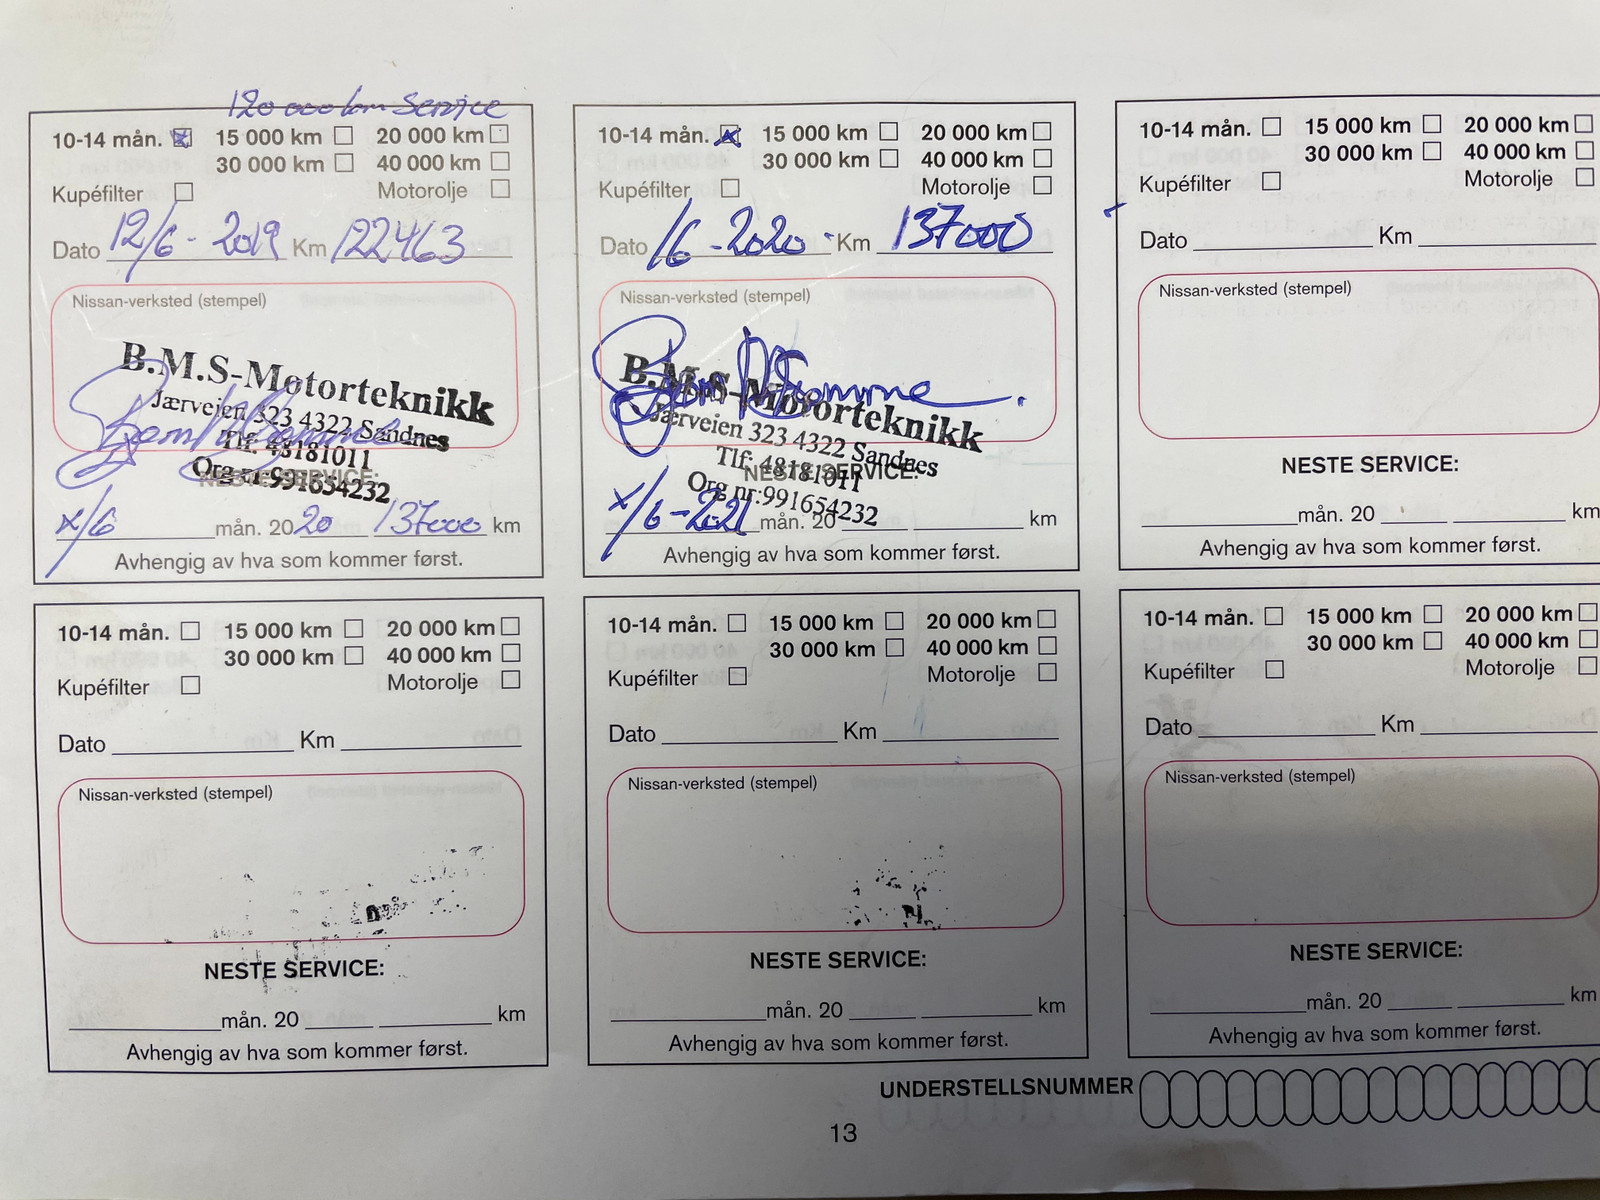 120 000 km Service
10-14 mån. 15 000 km 20 000 km
30 000 km 40 000 km
Kupéfilter Motorolje
Dato 12/6 - 2019 Km 122463
Nissan-verksted (stempel)
B.M.S-Motorteknikk
Jærveien 323 4322 Sandnes
Tlf: 48181011
Org nr:991654232
NESTE SERVICE:
x/6 mån. 2020 137000 km
Avhengig av hva som kommer først.
10-14 mån. 15 000 km 20 000 km
30 000 km 40 000 km
Kupéfilter Motorolje
Dato /6 - 2020 Km 137000
Nissan-verksted (stempel)
B.M.S-Motorteknikk
Jærveien 323 4322 Sandnes
Tlf: 48181011
NESTE SERVICE:
Org nr:991654232
x/6 - 2021 mån. 20 km
Avhengig av hva som kommer først.
10-14 mån. 15 000 km 20 000 km
30 000 km 40 000 km
Kupéfilter Motorolje
Dato Km
Nissan-verksted (stempel)
NESTE SERVICE:
mån. 20 km
Avhengig av hva som kommer først.
10-14 mån. 15 000 km 20 000 km
30 000 km 40 000 km
Kupéfilter Motorolje
Dato Km
Nissan-verksted (stempel)
NESTE SERVICE:
mån. 20 km
Avhengig av hva som kommer først.
10-14 mån. 15 000 km 20 000 km
30 000 km 40 000 km
Kupéfilter Motorolje
Dato Km
Nissan-verksted (stempel)
NESTE SERVICE:
mån. 20 km
Avhengig av hva som kommer først.
10-14 mån. 15 000 km 20 000 km
30 000 km 40 000 km
Kupéfilter Motorolje
Dato Km
Nissan-verksted (stempel)
NESTE SERVICE:
mån. 20 km
Avhengig av hva som kommer først.
UNDERSTELLSNUMMER
13